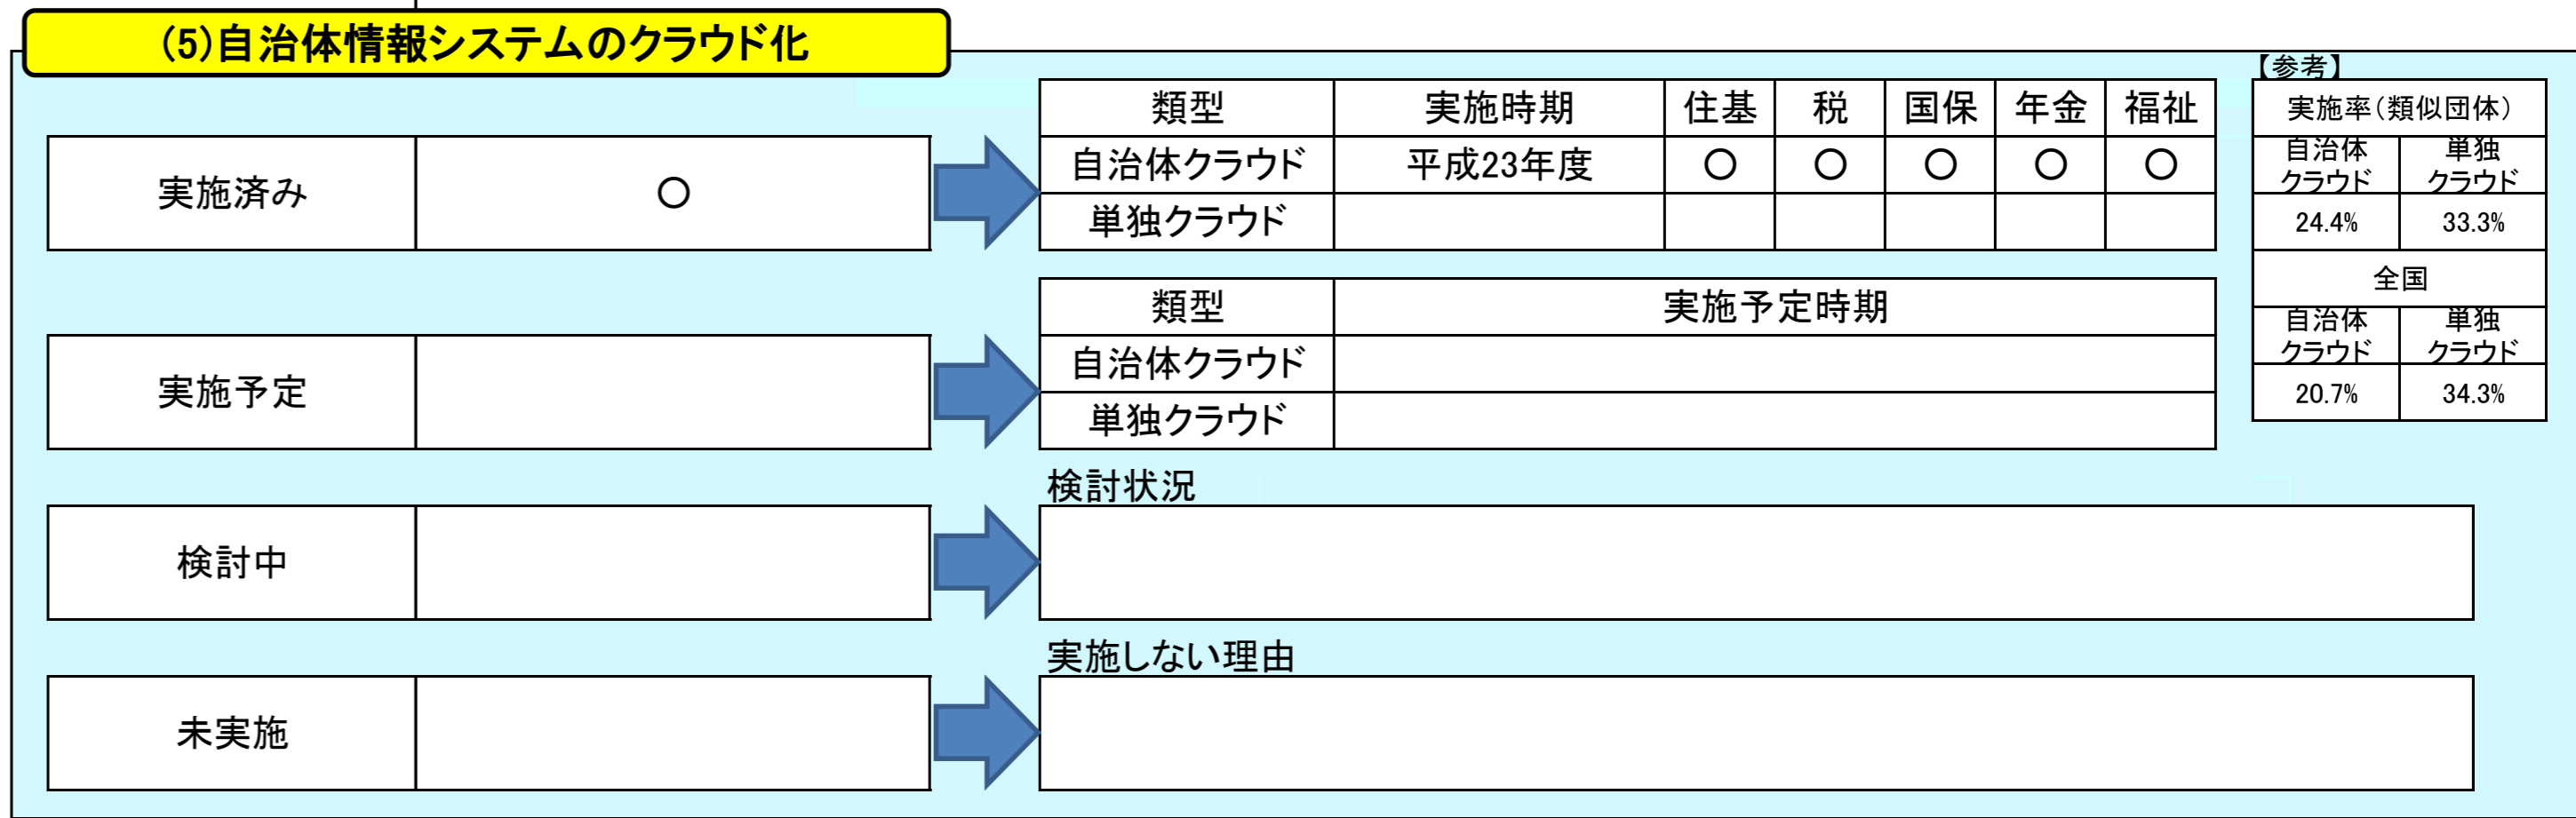 (5)自治体情報システムのクラウド化
実施済み 〇
類型 実施時期 住基 税 国保 年金 福祉
自治体クラウド 平成23年度 〇 〇 〇 〇 〇
単独クラウド
【参考】
実施率(類似団体)
自治体クラウド 単独クラウド
24.4% 33.3%
全国
自治体クラウド 単独クラウド
20.7% 34.3%
実施予定
類型 実施予定時期
自治体クラウド
単独クラウド
検討状況
検討中
実施しない理由
未実施